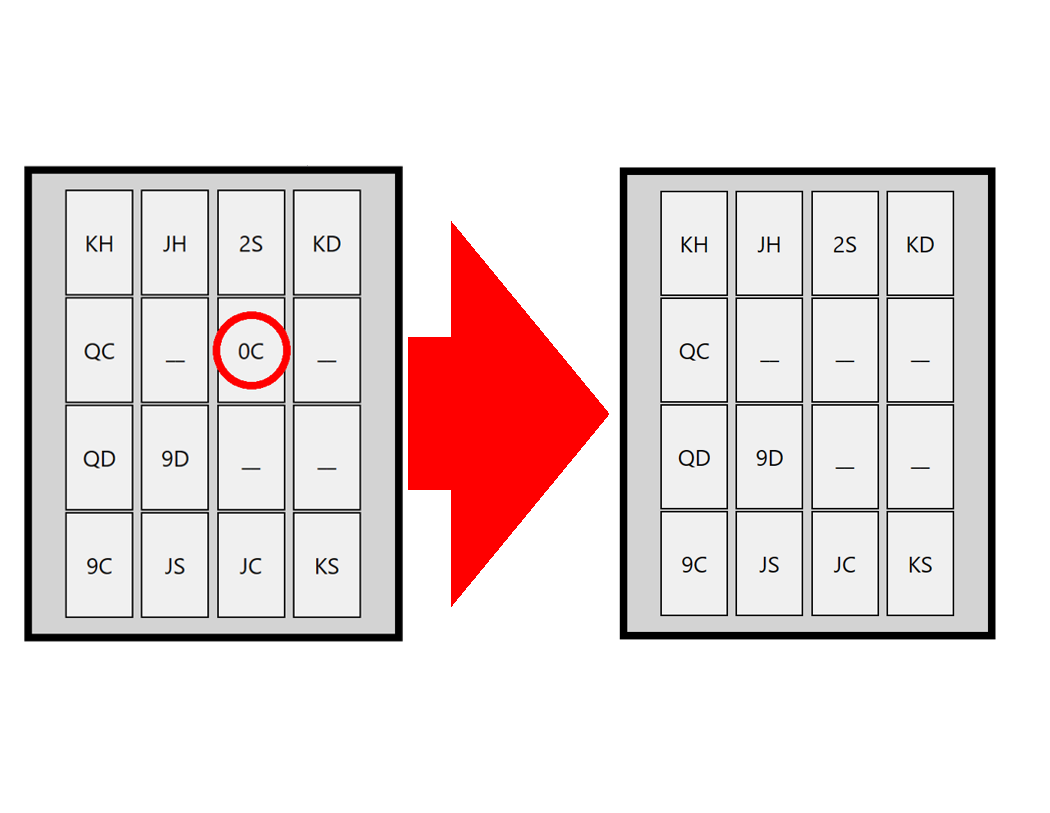 KH JH 2S KD
QC __ 0C __
QD 9D __ __
9C JS JC KS
KH JH 2S KD
QC __ __ __
QD 9D __ __
9C JS JC KS